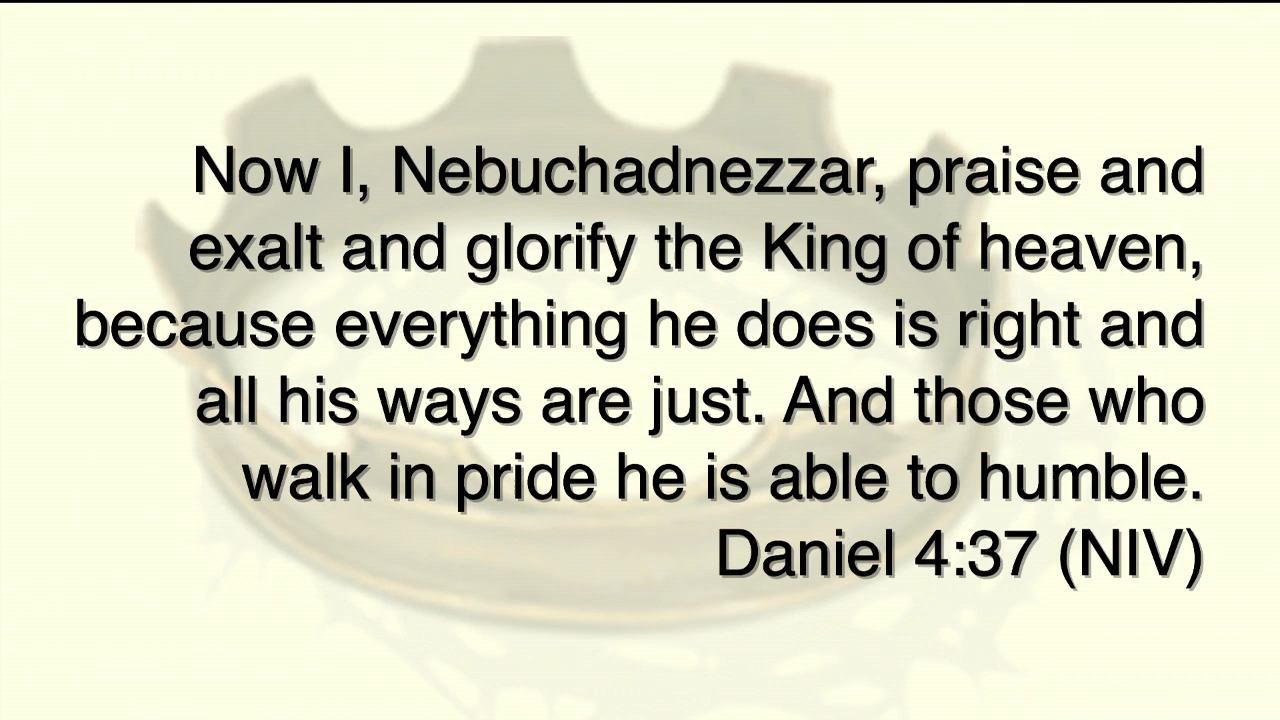 Now I, Nebuchadnezzar, praise and
exalt and glorify the King of heaven,
because everything he does is right and
all his ways are just. And those who
walk in pride he is able to humble.
Daniel 4:37 (NIV)